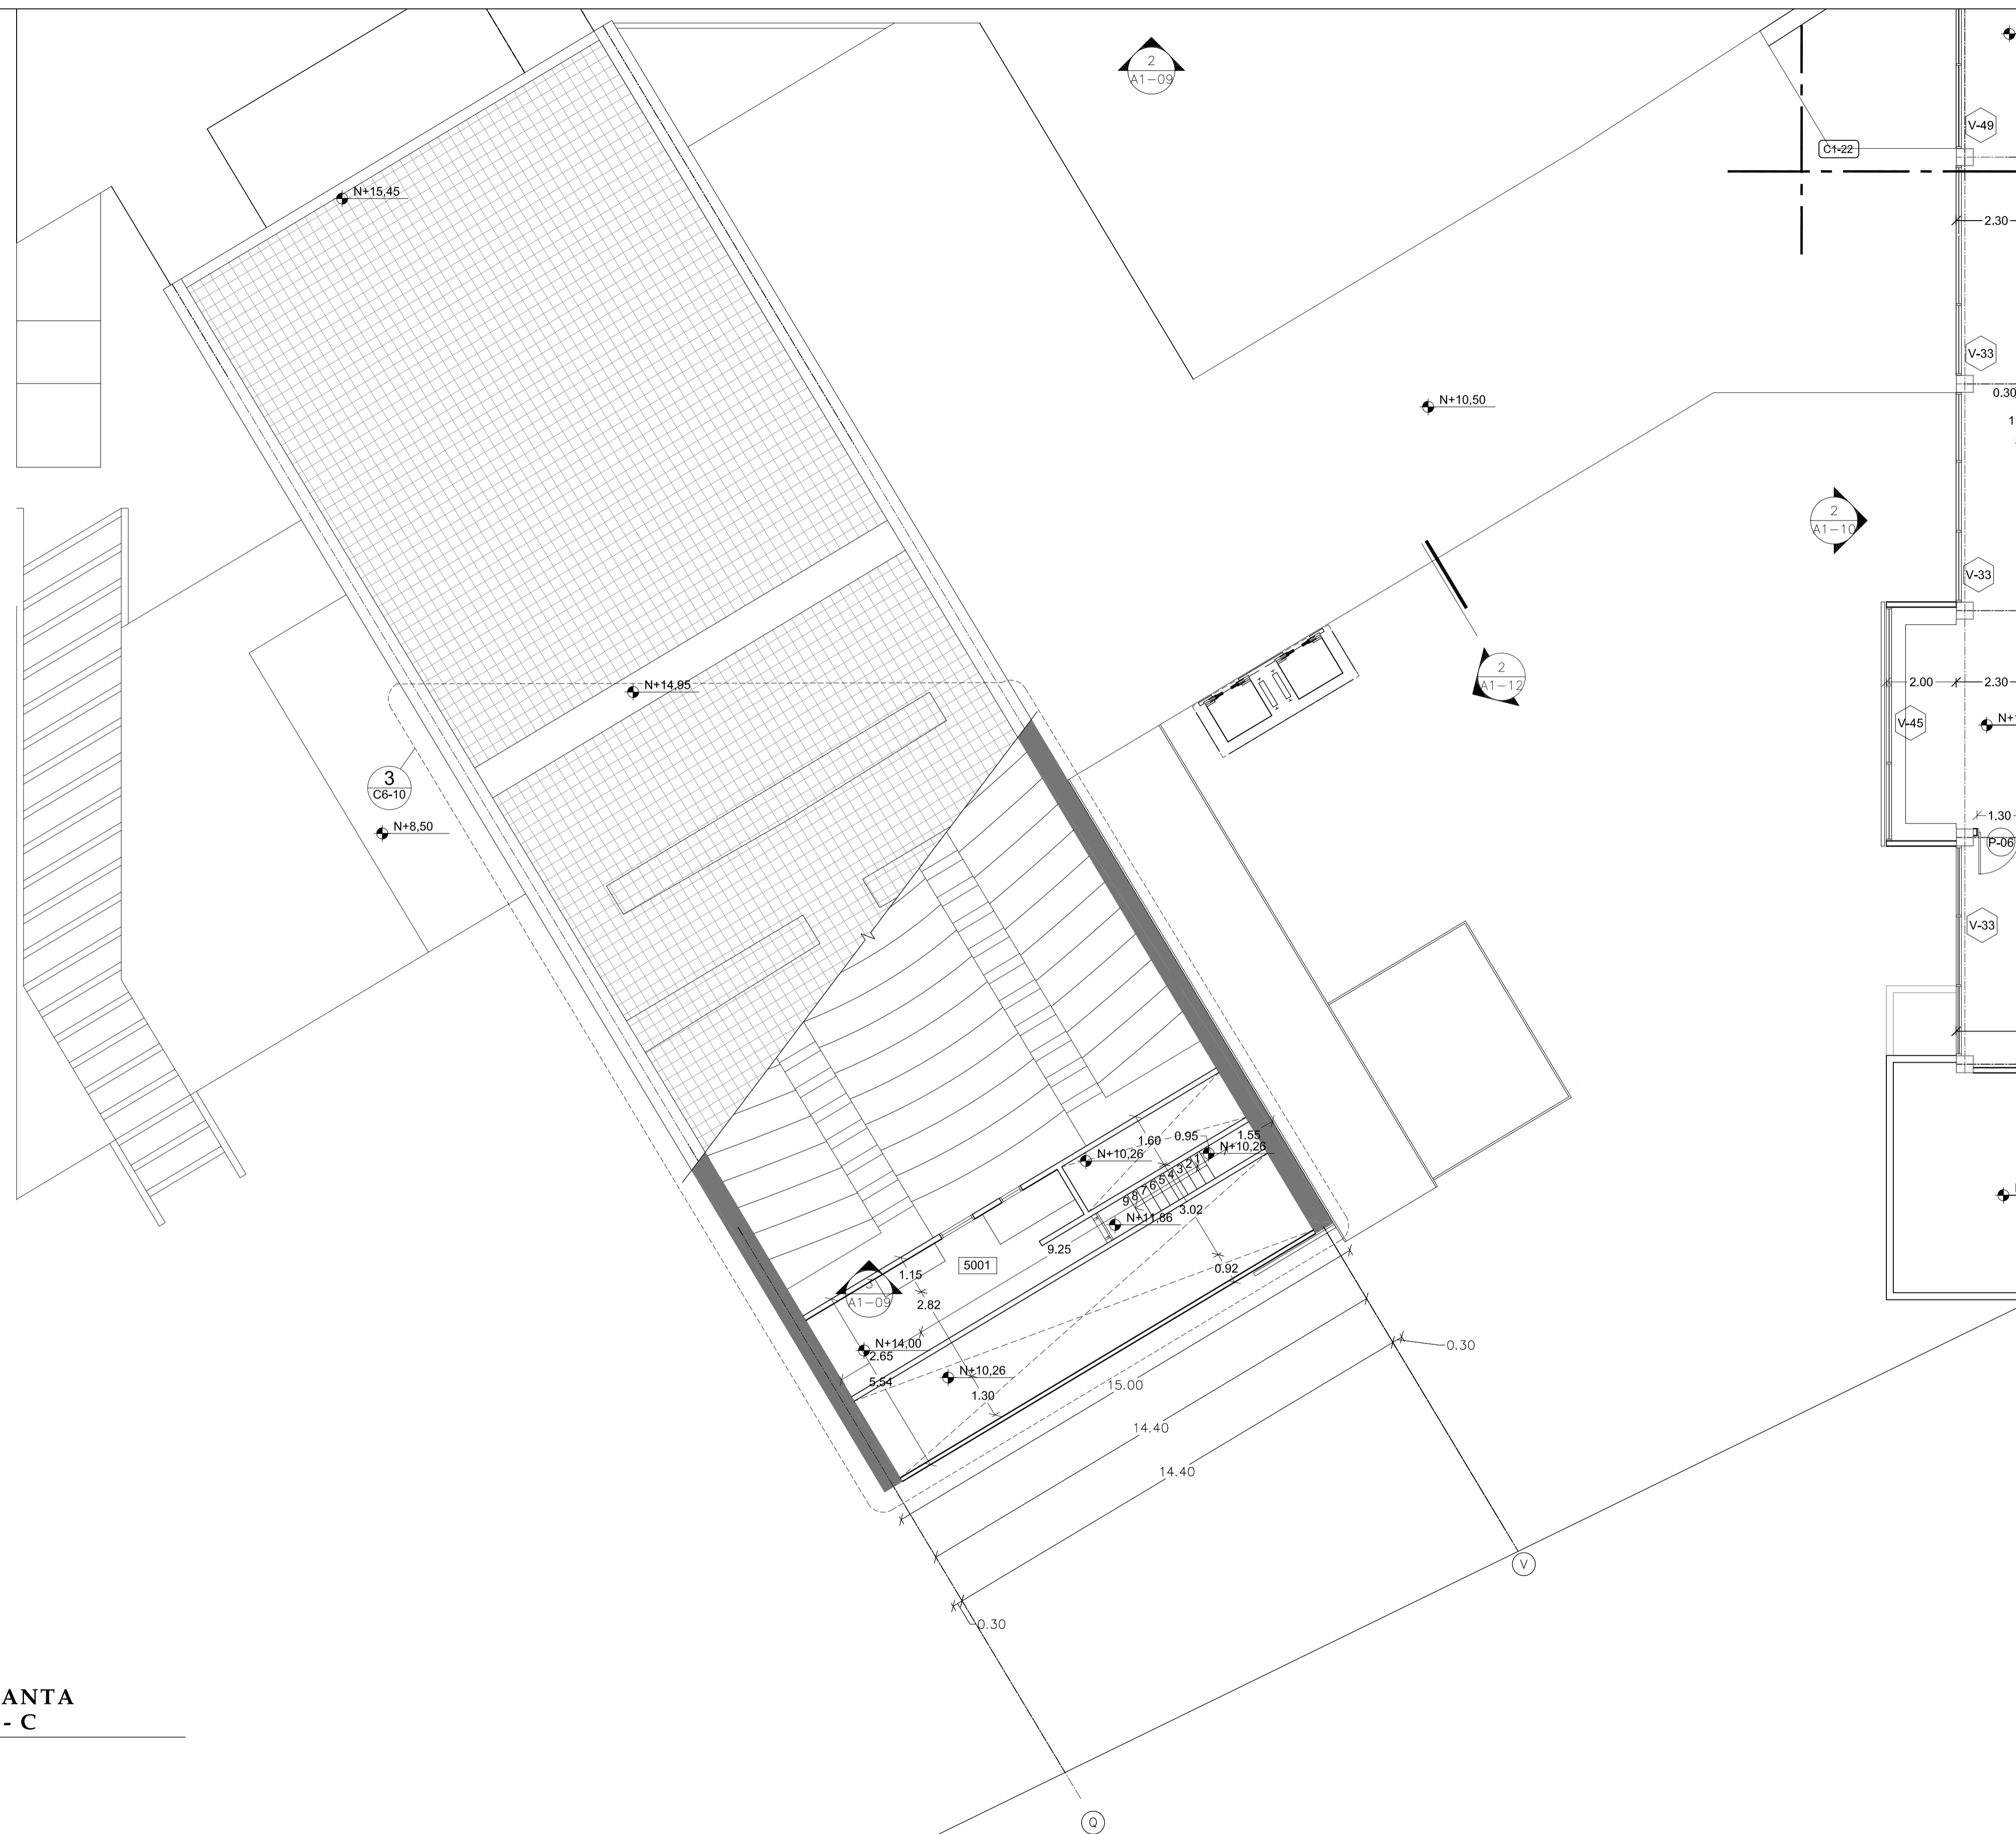 2
A1-09
V-49
C1-22
N+15,45
2.30
V-33
0.30
N+10,50
2
A1-10
V-33
2
A1-12
2.00
2.30
N+14,95
V-45
3
C6-10
N+8,50
1.30
P-06
V-33
1.60
0.95
1.55
N+10,26
N+10,26
9 8 7 6 5 4 3 2 1
N+11,86
3.02
9.25
5001
0.92
1.15
3
A1-09
2.82
N+14,00
2.65
N+10,26
5.54
1.30
0.30
15.00
14.40
14.40
V
0.30
ANTA
- C
Q